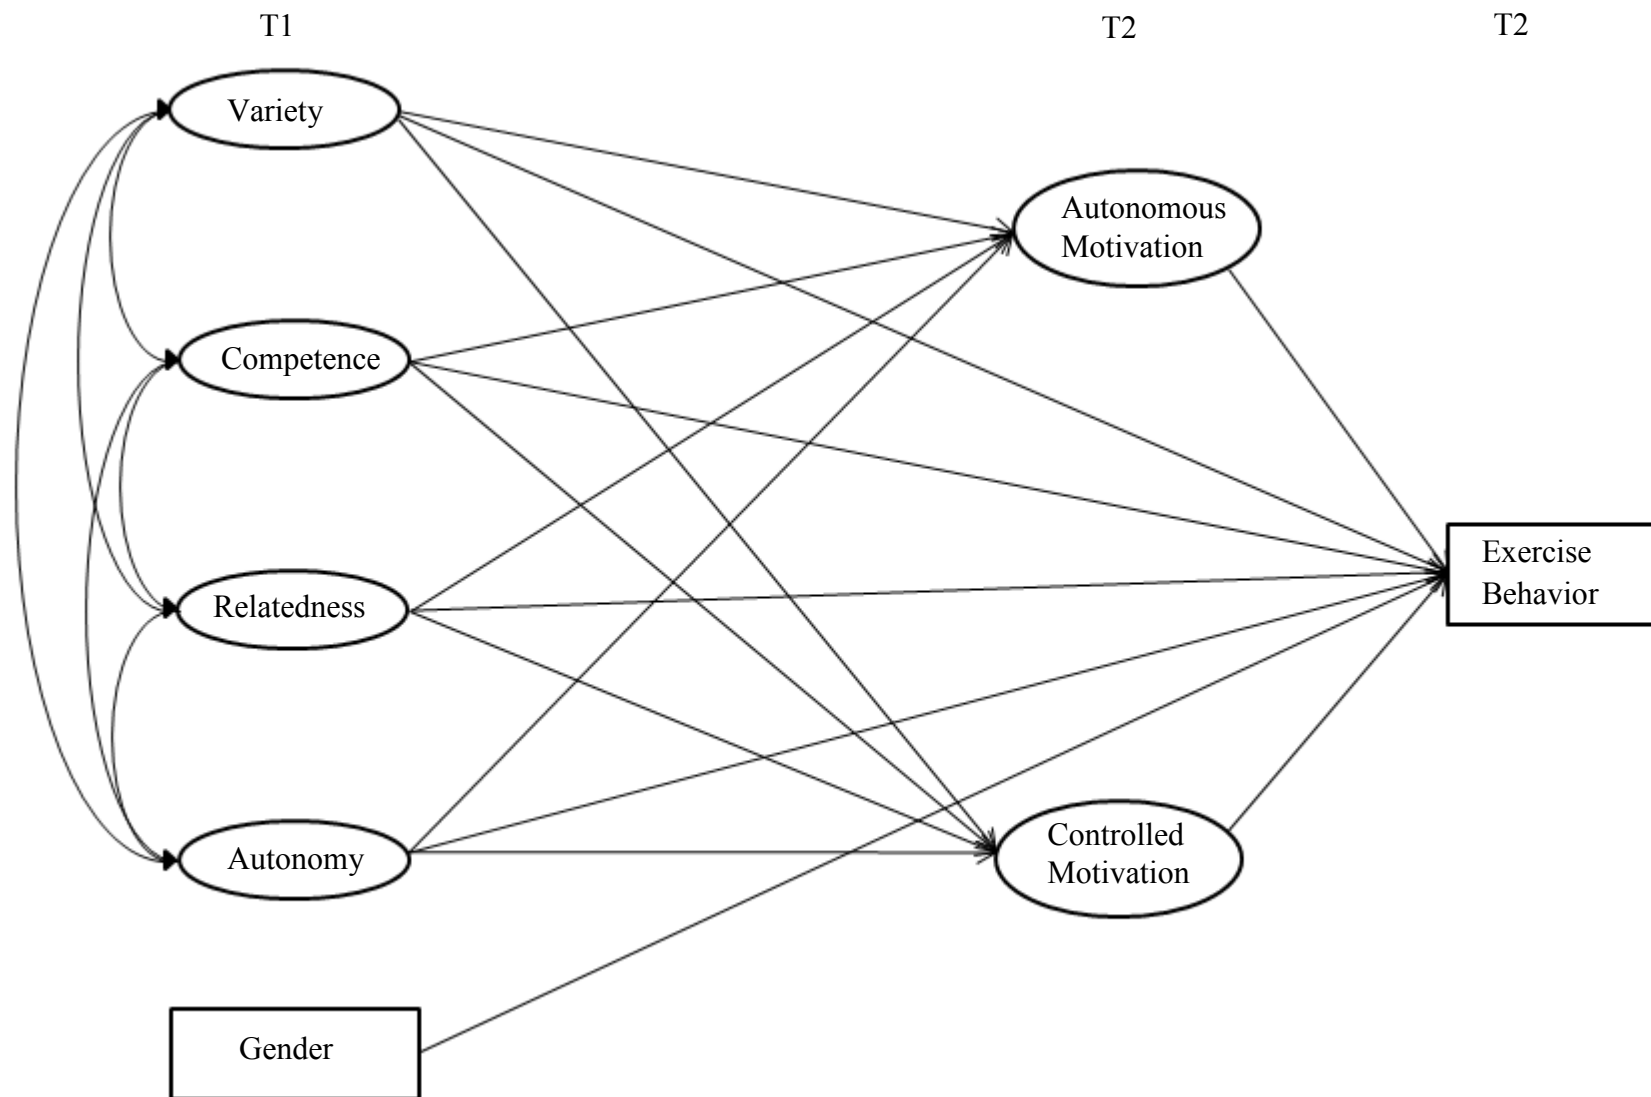 T1
T2
T2
Variety
Autonomous
Motivation
Competence
Exercise
Behavior
Relatedness
Controlled
Motivation
Autonomy
Gender